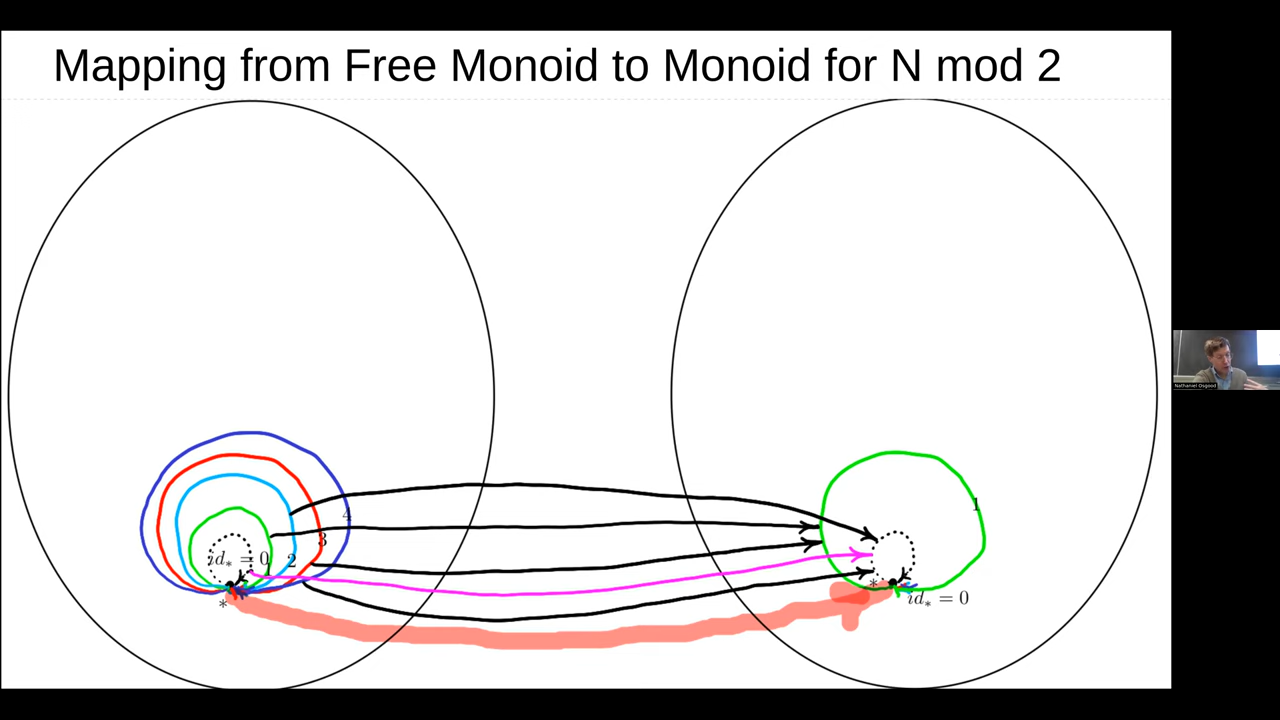 Mapping from Free Monoid to Monoid for N mod 2
4
3
2
1
id* = 0
*
1
*
id* = 0
Nathaniel Osgood